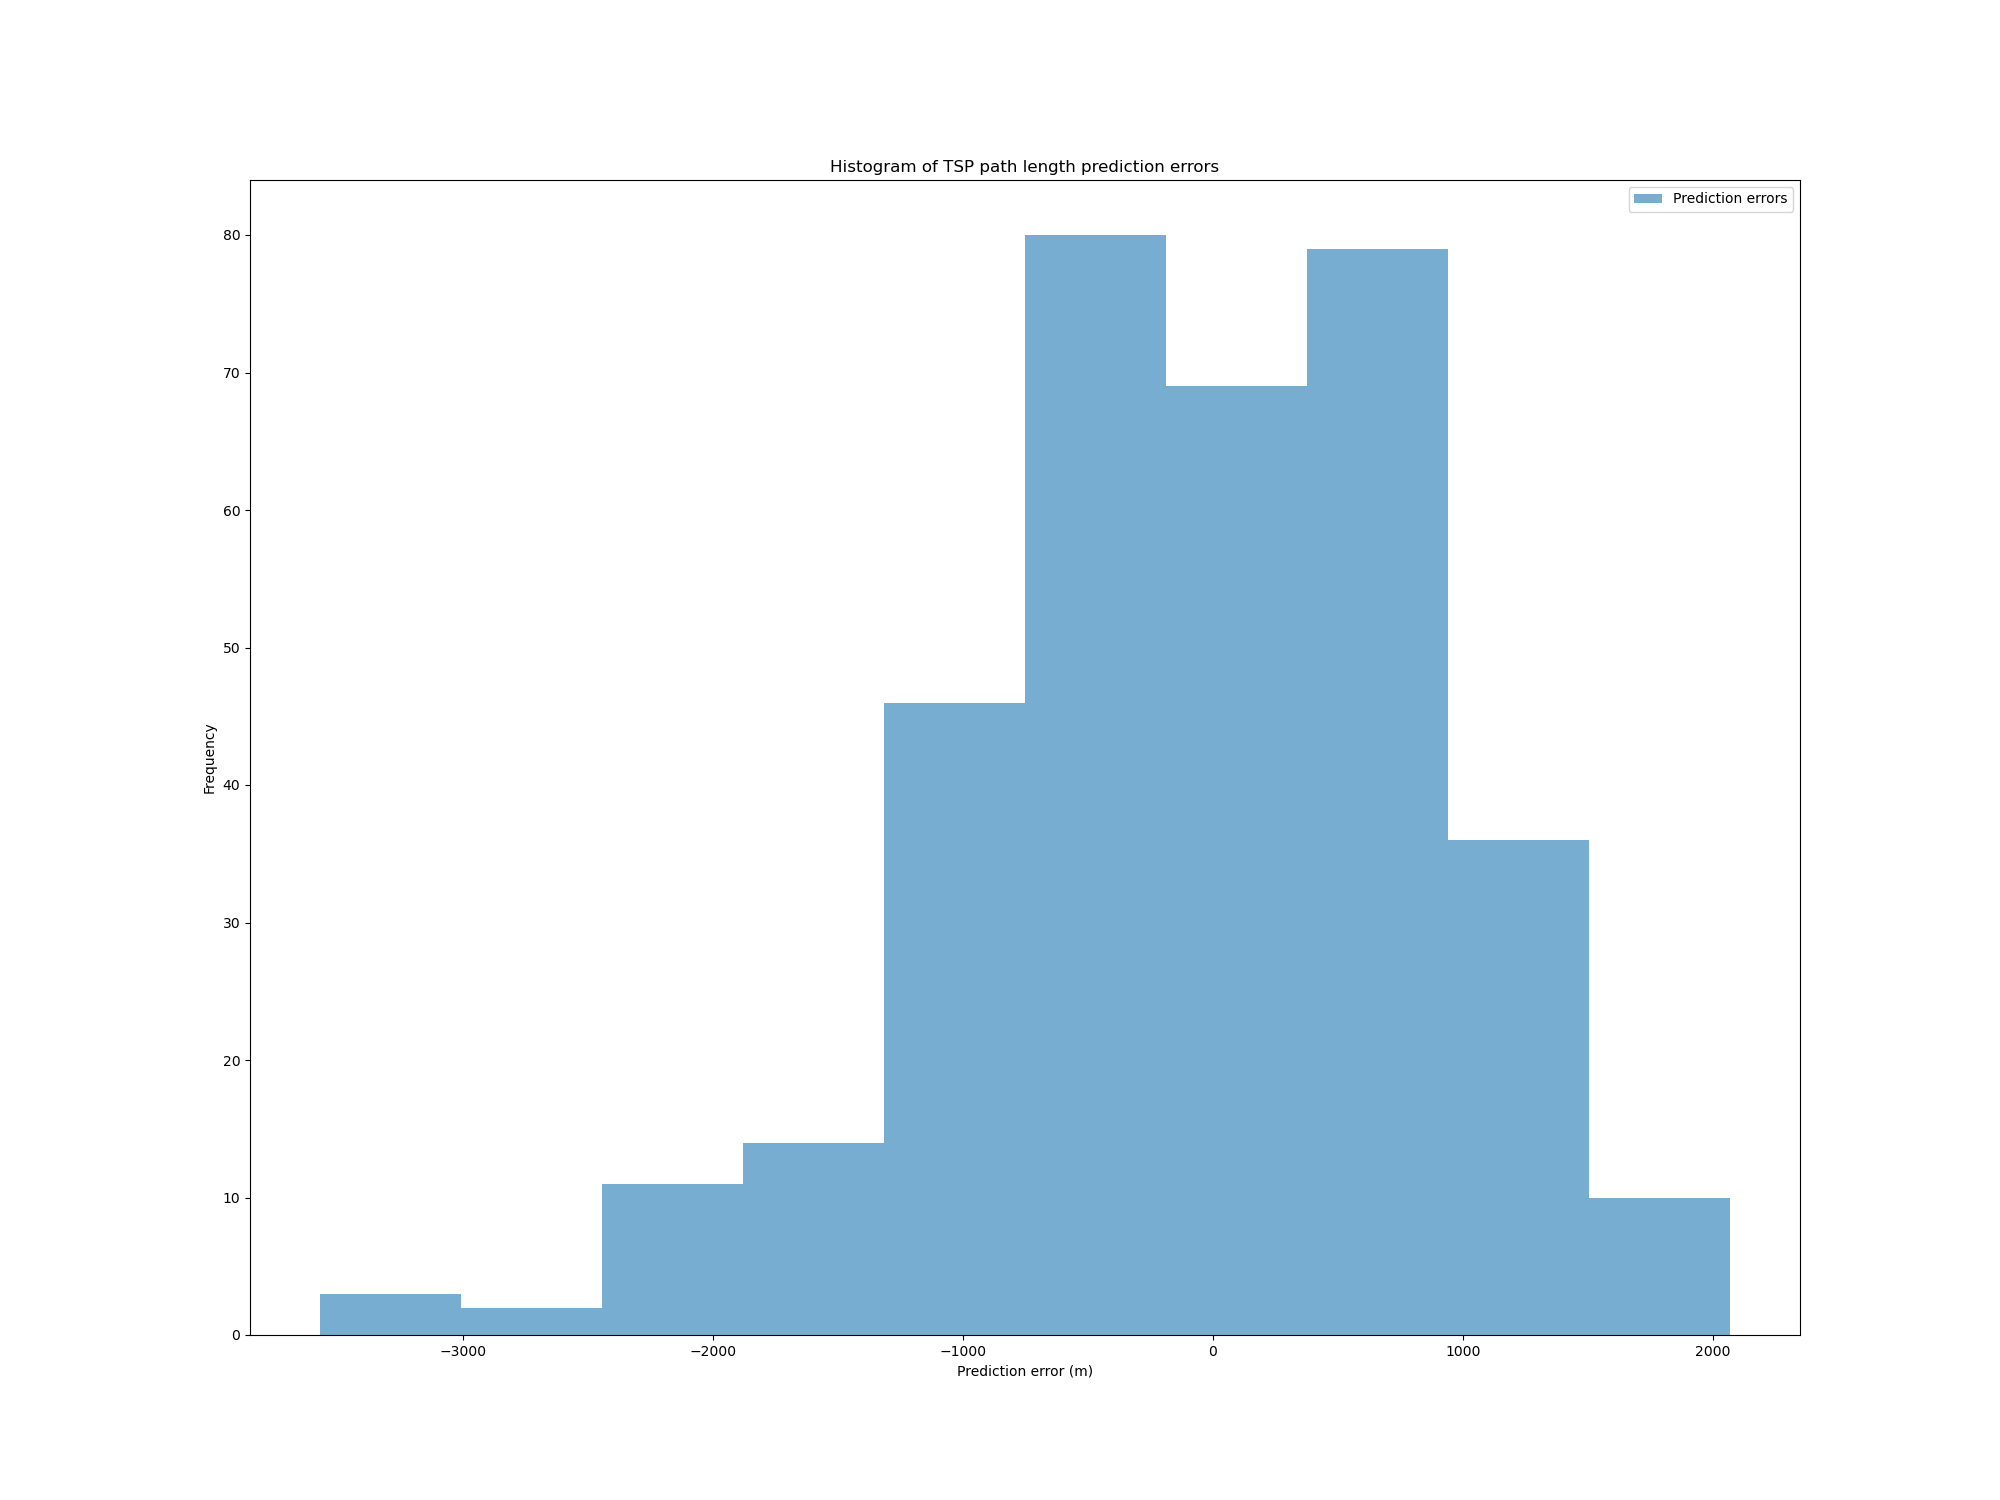 Histogram of TSP path length prediction errors
Prediction errors
80
70
60
50
40
30
20
10
0
Frequency
−3000 −2000 −1000 0 1000 2000
Prediction error (m)